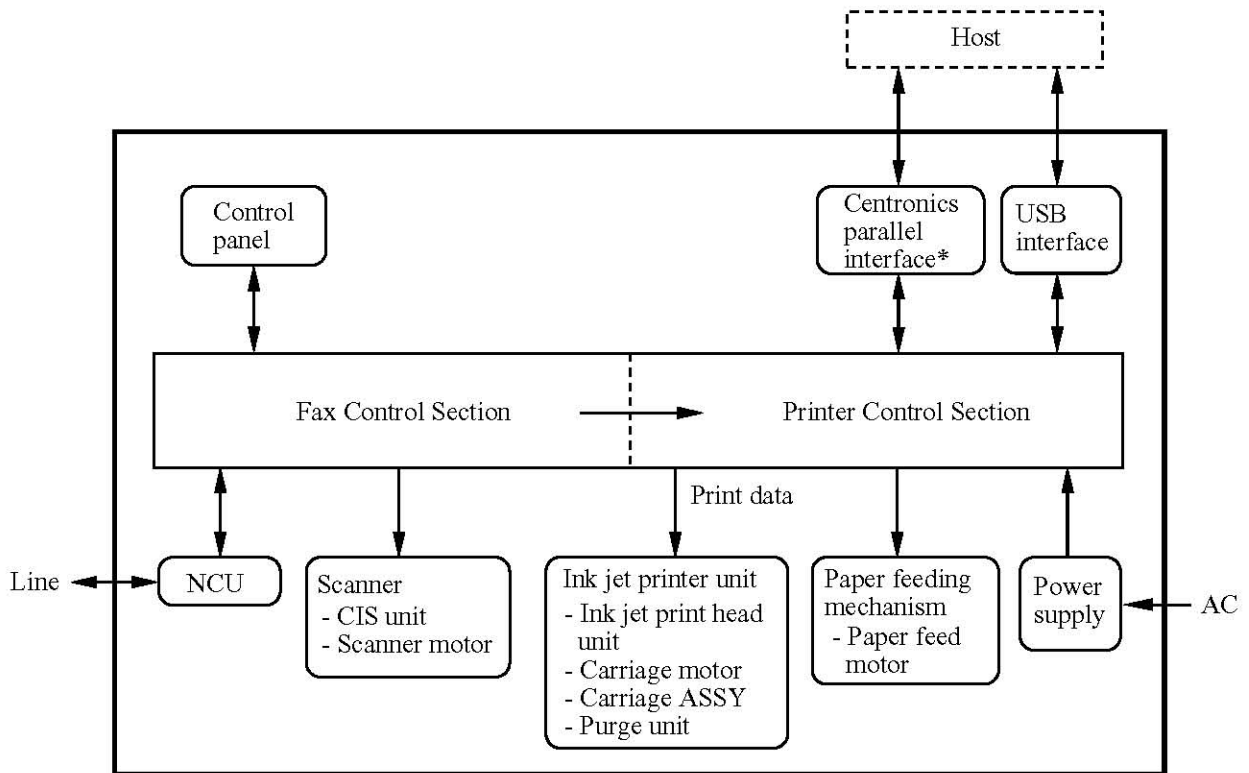 Host
Control
panel
Centronics
parallel
interface*
USB
interface
Fax Control Section
Printer Control Section
Print data
Line
NCU
Scanner
- CIS unit
- Scanner motor
Ink jet printer unit
- Ink jet print head
unit
- Carriage motor
- Carriage ASSY
- Purge unit
Paper feeding
mechanism
- Paper feed
motor
Power
supply
AC